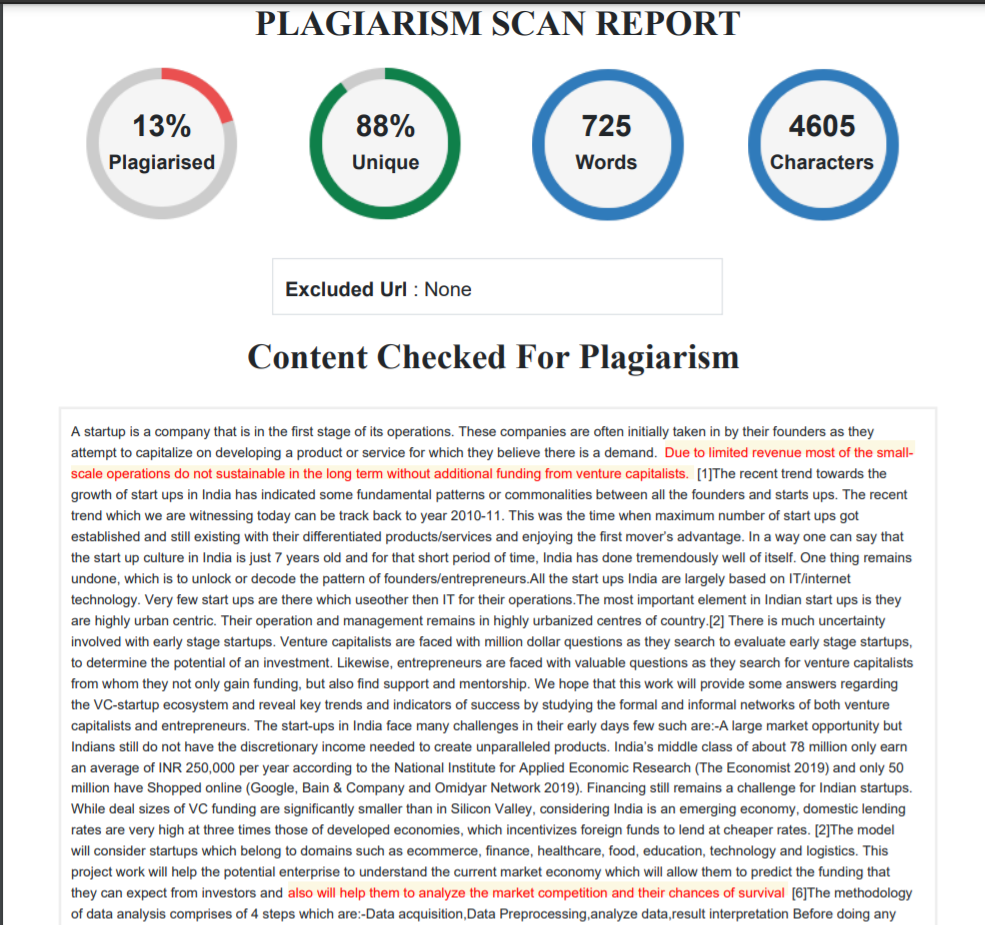 PLAGIARISM SCAN REPORT
13%
Plagiarised
88%
Unique
725
Words
4605
Characters
Excluded Url : None
Content Checked For Plagiarism
A startup is a company that is in the first stage of its operations. These companies are often initially taken in by their founders as they
attempt to capitalize on developing a product or service for which they believe there is a demand. Due to limited revenue most of the small-
scale operations do not sustainable in the long term without additional funding from venture capitalists. [1]The recent trend towards the
growth of start ups in India has indicated some fundamental patterns or commonalities between all the founders and starts ups. The recent
trend which we are witnessing today can be track back to year 2010-11. This was the time when maximum number of start ups got
established and still existing with their differentiated products/services and enjoying the first mover's advantage. In a way one can say that
the start up culture in India is just 7 years old and for that short period of time, India has done tremendously well of itself. One thing remains
undone, which is to unlock or decode the pattern of founders/entrepreneurs.All the start ups India are largely based on IT/internet
technology. Very few start ups are there which useother then IT for their operations.The most important element in Indian start ups is they
are highly urban centric. Their operation and management remains in highly urbanized centres of country.[2] There is much uncertainty
involved with early stage startups. Venture capitalists are faced with million dollar questions as they search to evaluate early stage startups,
to determine the potential of an investment. Likewise, entrepreneurs are faced with valuable questions as they search for venture capitalists
from whom they not only gain funding, but also find support and mentorship. We hope that this work will provide some answers regarding
the VC-startup ecosystem and reveal key trends and indicators of success by studying the formal and informal networks of both venture
capitalists and entrepreneurs. The start-ups in India face many challenges in their early days few such are:-A large market opportunity but
Indians still do not have the discretionary income needed to create unparalleled products. India's middle class of about 78 million only earn
an average of INR 250,000 per year according to the National Institute for Applied Economic Research (The Economist 2019) and only 50
million have Shopped online (Google, Bain & Company and Omidyar Network 2019). Financing still remains a challenge for Indian startups.
While deal sizes of VC funding are significantly smaller than in Silicon Valley, considering India is an emerging economy, domestic lending
rates are very high at three times those of developed economies, which incentivizes foreign funds to lend at cheaper rates. [2]The model
will consider startups which belong to domains such as ecommerce, finance, healthcare, food, education, technology and logistics. This
project work will help the potential enterprise to understand the current market economy which will allow them to predict the funding that
they can expect from investors and also will help them to analyze the market competition and their chances of survival [6]The methodology
of data analysis comprises of 4 steps which are:-Data acquisition,Data Preprocessing,analyze data,result interpretation Before doing any